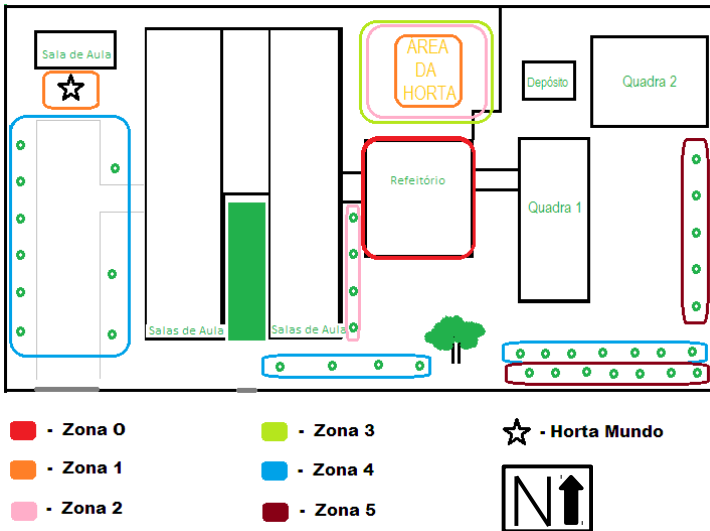 Sala de Aula
AREA
DA
HORTA
Depósito
Quadra 2
Refeitório
Quadra 1
Salas de Aula
Salas de Aula
- Zona 0
- Zona 3
- Horta Mundo
- Zona 1
- Zona 4
- Zona 2
- Zona 5
N